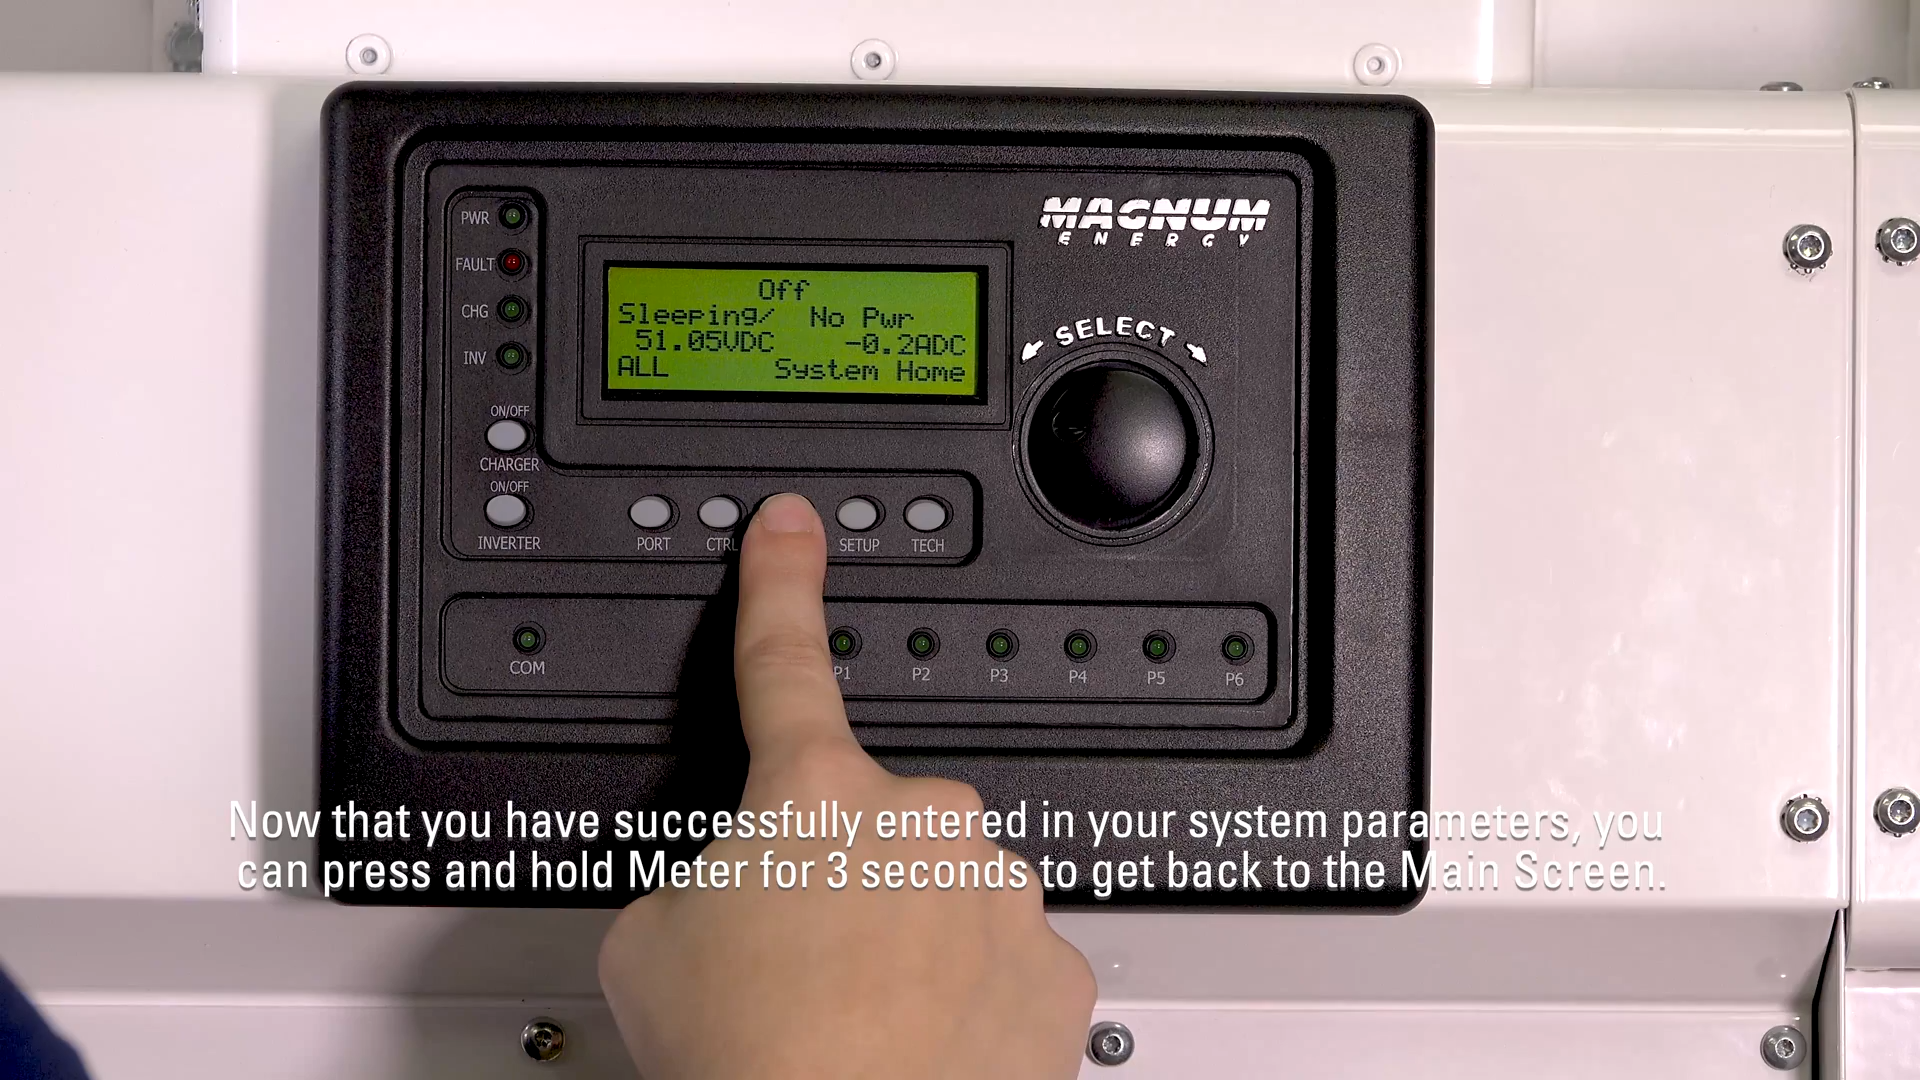 MAGNUM
ENERGY
PWR
FAULT
CHG
INV
Off
Sleeping/ No Pwr
51.05VDC -0.2ADC
ALL System Home
SELECT
ON/OFF
CHARGER
ON/OFF
INVERTER
PORT
CTRL
SETUP
TECH
COM
P1
P2
P3
P4
P5
P6
Now that you have successfully entered in your system parameters, you
can press and hold Meter for 3 seconds to get back to the Main Screen.